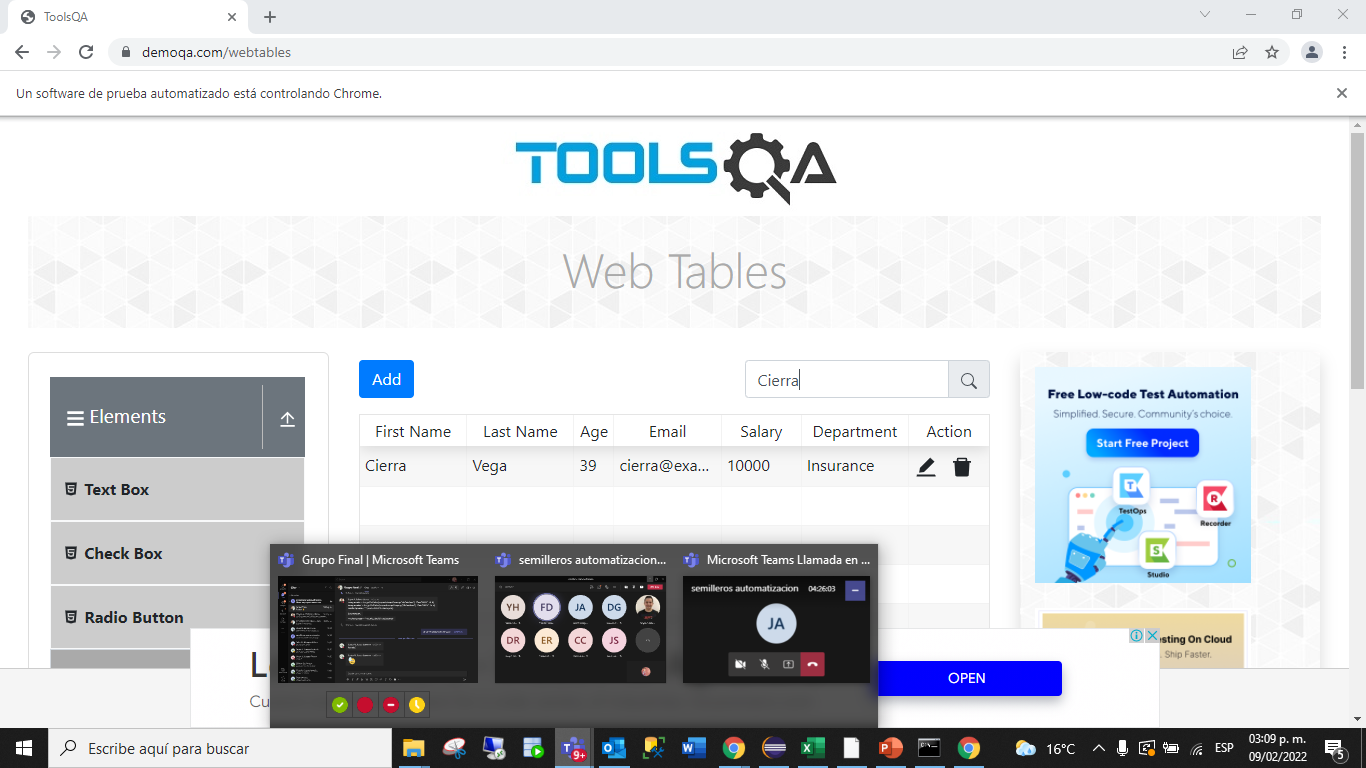 ToolsQA
demoqa.com/webtables
Un software de prueba automatizado está controlando Chrome.
TOOLSQA
Web Tables
Elements
Text Box
Check Box
Radio Button
Add
Cierra
First Name Last Name Age Email Salary Department Action
Cierra Vega 39 cierra@exa... 10000 Insurance
Free Low-code Test Automation
Simplified. Secure. Community's choice.
Start Free Project
TestOps
Recorder
Studio
esting On Cloud
. Ship Faster.
Cu
OPEN
Grupo Final | Microsoft Teams
semilleros automatizacion...
Microsoft Teams Llamada en ...
YH FD JA DG
DR ER CC JS
semilleros automatizacion 04:26:03
JA
Escribe aquí para buscar
9+
16°C
ESP
03:09 p. m.
09/02/2022
5